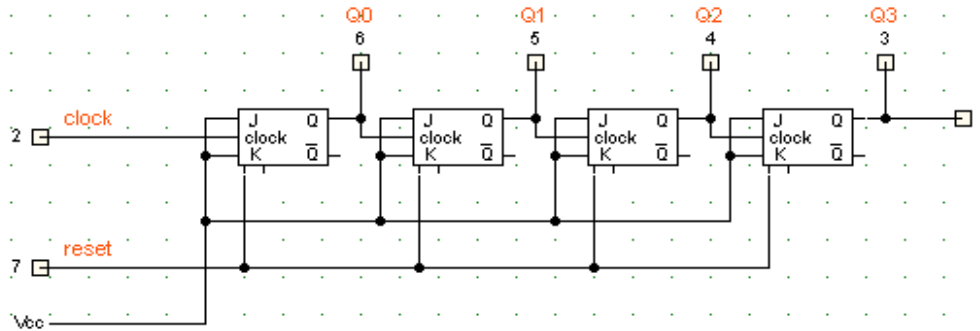 Q0 Q1 Q2 Q3
6 5 4 3
clock
2
J Q J Q J Q J Q
clock clock clock clock
K Q̅ K Q̅ K Q̅ K Q̅
reset
7
Vcc